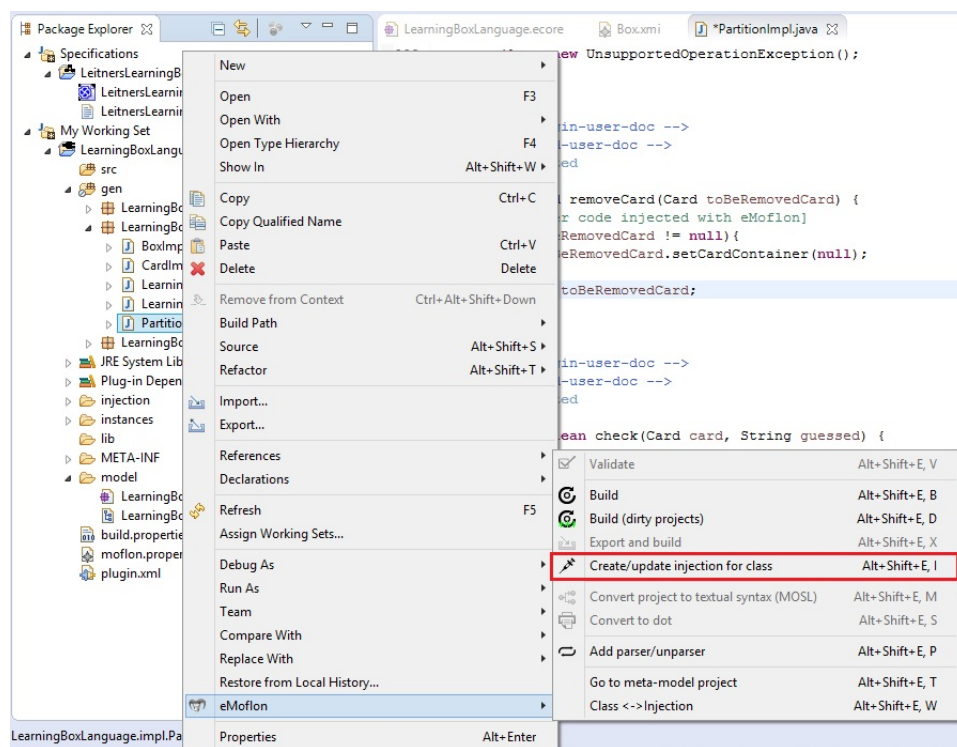 Package Explorer
LearningBoxLanguage.ecore
Box.xmi
*PartitionImpl.java
Specifications
LeitnersLearningB
LeitnersLearnin
LeitnersLearnin
My Working Set
LearningBoxLangu
src
gen
LearningBo
LearningBo
BoxImp
CardIm
Learnin
Learnin
Partitio
LearningBo
JRE System Lib
Plug-in Depen
injection
instances
lib
META-INF
model
LearningBo
LearningBo
build.propertie
moflon.proper
plugin.xml
LearningBoxLanguage.impl.Pa
New
Open F3
Open With
Open Type Hierarchy F4
Show In Alt+Shift+W
Copy Ctrl+C
Copy Qualified Name
Paste Ctrl+V
Delete Delete
Remove from Context Ctrl+Alt+Shift+Down
Build Path
Source Alt+Shift+S
Refactor Alt+Shift+T
Import...
Export...
References
Declarations
Refresh F5
Assign Working Sets...
Debug As
Run As
Team
Compare With
Replace With
Restore from Local History...
eMoflon
Properties Alt+Enter
new UnsupportedOperationException();
in-user-doc -->
-user-doc -->
ed
removeCard(Card toBeRemovedCard) {
r code injected with eMoflon]
RemovedCard != null){
eRemovedCard.setCardContainer(null);
toBeRemovedCard;
in-user-doc -->
-user-doc -->
ed
ean check(Card card, String guessed) {
Validate Alt+Shift+E, V
Build Alt+Shift+E, B
Build (dirty projects) Alt+Shift+E, D
Export and build Alt+Shift+E, X
Create/update injection for class Alt+Shift+E, I
Convert project to textual syntax (MOSL) Alt+Shift+E, M
Convert to dot Alt+Shift+E, S
Add parser/unparser Alt+Shift+E, P
Go to meta-model project Alt+Shift+E, T
Class <->Injection Alt+Shift+E, W